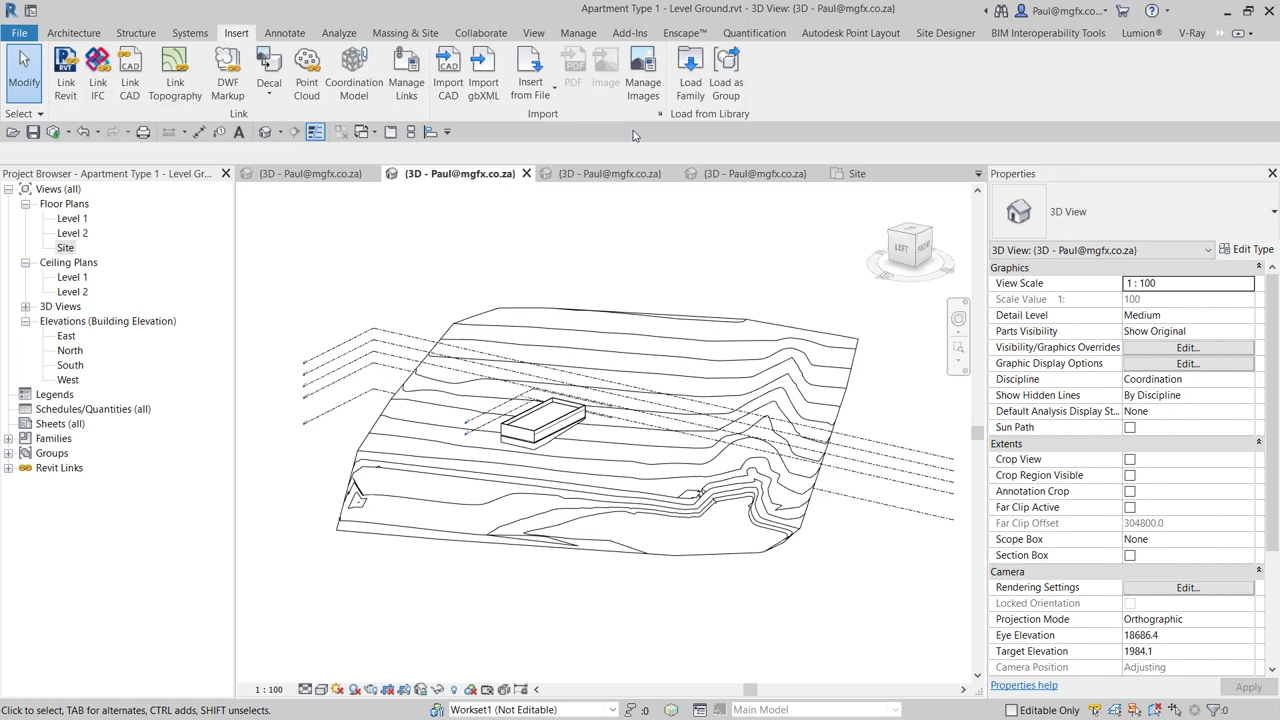 Apartment Type 1 - Level Ground.rvt - 3D View: {3D - Paul@mgfx.co.za}
Paul@mgfx.co...
File Architecture Structure Systems Insert Annotate Analyze Massing & Site Collaborate View Manage Add-Ins Enscape™ Quantification Autodesk Point Layout Site Designer BIM Interoperability Tools Lumion® V-Ray
Modify
Link Revit
Link IFC
Link CAD
Link Topography
DWF Markup
Decal
Point Cloud
Coordination Model
Manage Links
Import CAD
Import gbXML
Insert from File
PDF
Image
Manage Images
Load Family
Load as Group
Select Link Import Load from Library
Project Browser - Apartment Type 1 - Level Gr...
{3D - Paul@mgfx.co.za} {3D - Paul@mgfx.co.za} {3D - Paul@mgfx.co.za} {3D - Paul@mgfx.co.za} Site
Properties
Views (all)
Floor Plans
Level 1
Level 2
Site
Ceiling Plans
Level 1
Level 2
3D Views
Elevations (Building Elevation)
East
North
South
West
Legends
Schedules/Quantities (all)
Sheets (all)
Families
Groups
Revit Links
LEFT
FRONT
3D View
3D View: {3D - Paul@mgfx.co.za} Edit Type
Graphics
View Scale 1 : 100
Scale Value 1: 100
Detail Level Medium
Parts Visibility Show Original
Visibility/Graphics Overrides Edit...
Graphic Display Options Edit...
Discipline Coordination
Show Hidden Lines By Discipline
Default Analysis Display St... None
Sun Path
Extents
Crop View
Crop Region Visible
Annotation Crop
Far Clip Active
Far Clip Offset 304800.0
Scope Box None
Section Box
Camera
Rendering Settings Edit...
Locked Orientation
Projection Mode Orthographic
Eye Elevation 18686.4
Target Elevation 1984.1
Camera Position Adjusting
Properties help Apply
1 : 100
Click to select, TAB for alternates, CTRL adds, SHIFT unselects. Workset1 (Not Editable) :0 Main Model Editable Only :0